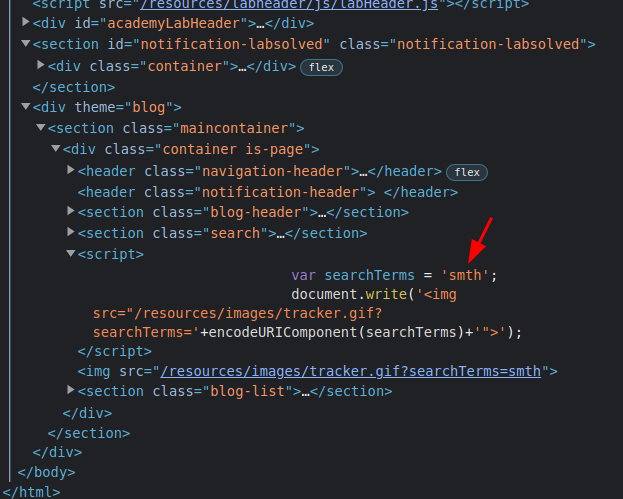 <script src="/resources/labheader/js/labHeader.js"></script>
<div id="academyLabHeader">…</div>
<section id="notification-labsolved" class="notification-labsolved">
<div class="container">…</div> flex
</section>
<div theme="blog">
<section class="maincontainer">
<div class="container is-page">
<header class="navigation-header">…</header> flex
<header class="notification-header"> </header>
<section class="blog-header">…</section>
<section class="search">…</section>
<script>
var searchTerms = 'smth';
document.write('<img
src="/resources/images/tracker.gif?
searchTerms='+encodeURIComponent(searchTerms)+'">');
</script>
<img src="/resources/images/tracker.gif?searchTerms=smth">
<section class="blog-list">…</section>
</div>
</section>
</div>
</body>
</html>